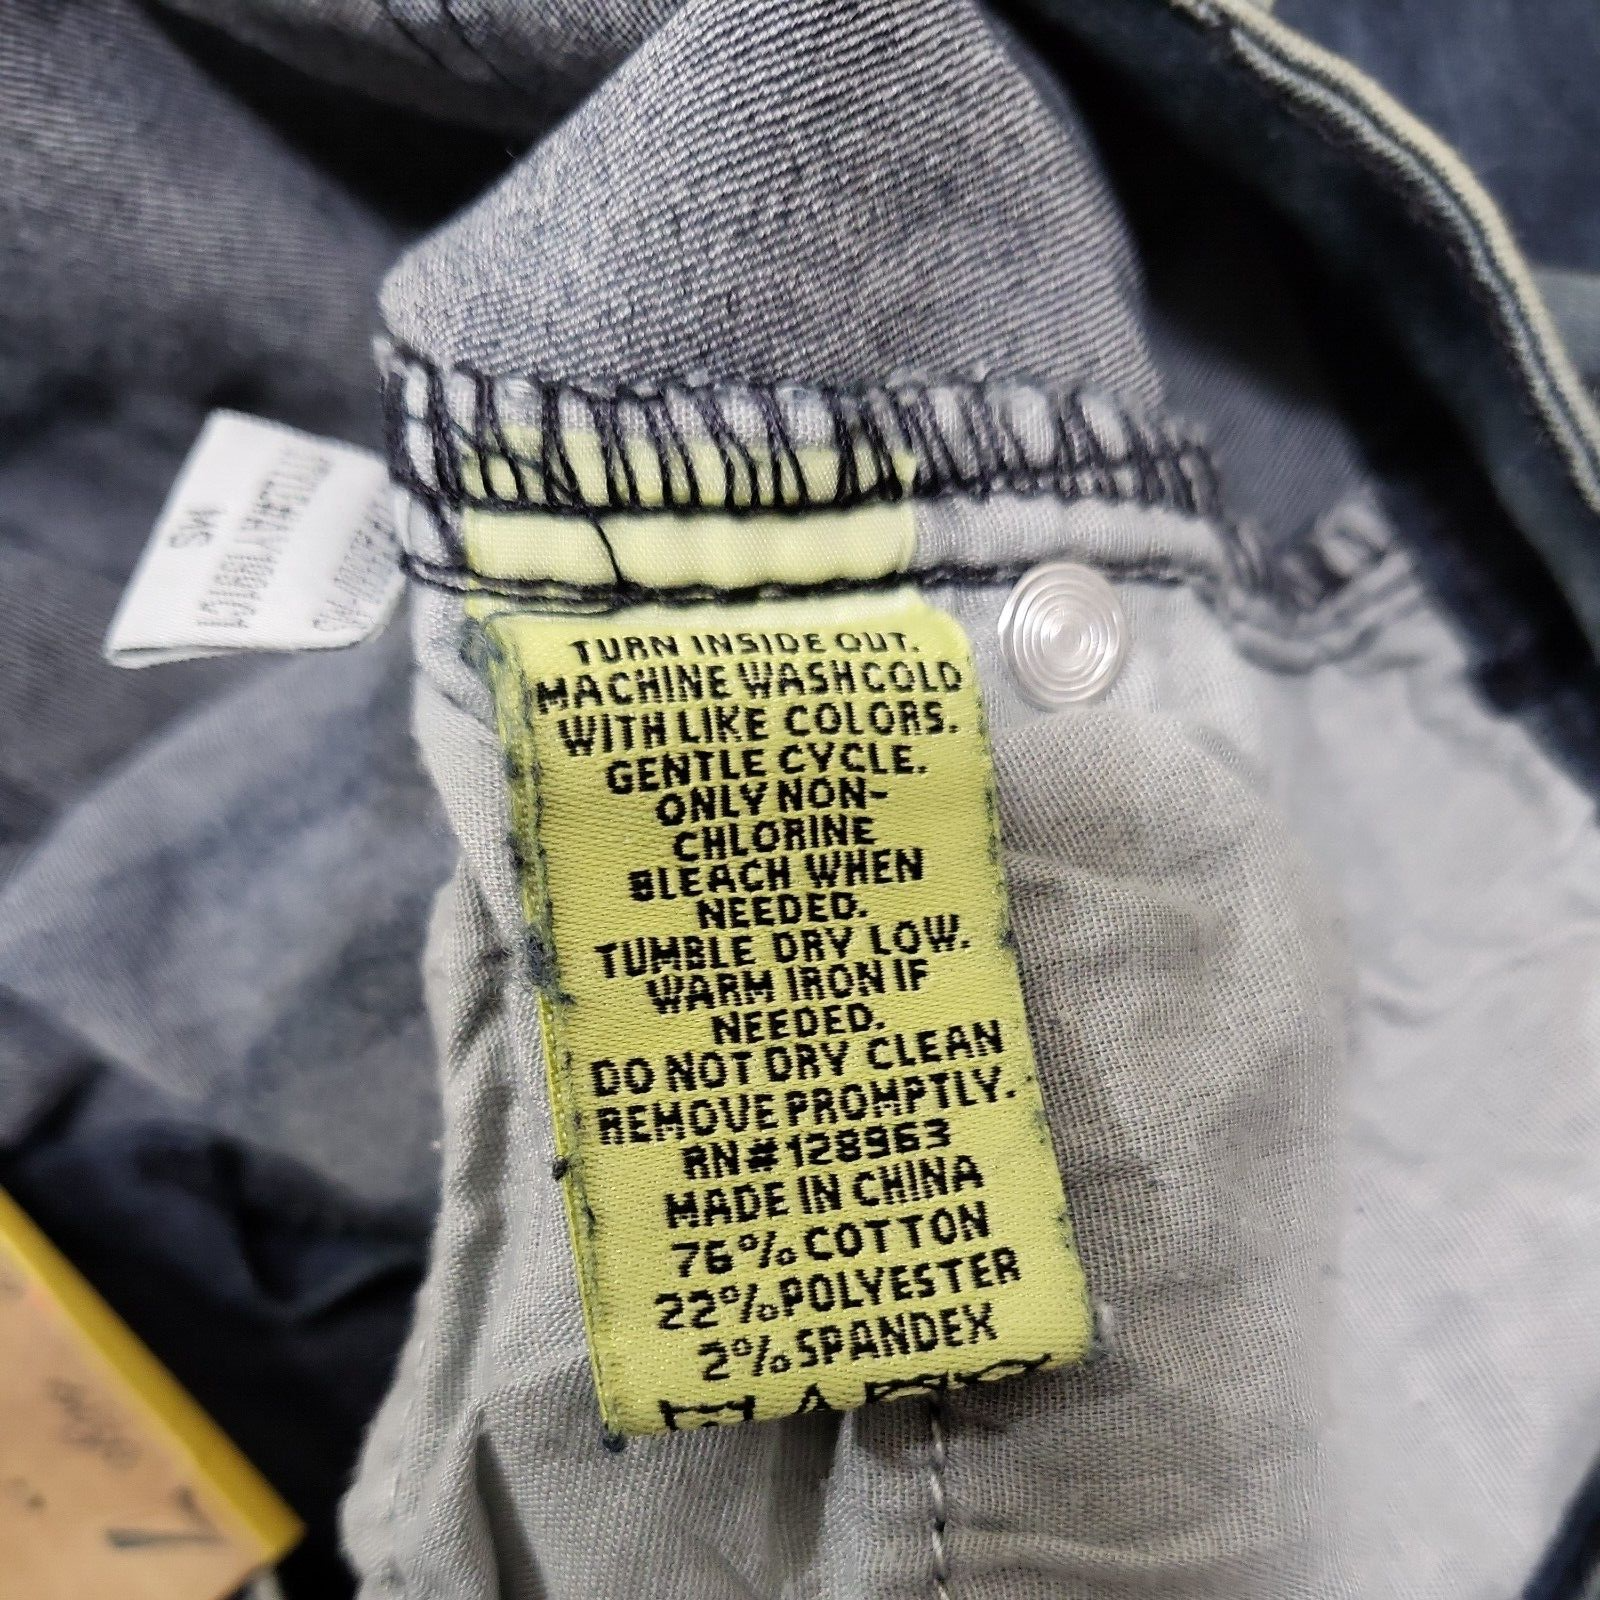 TURN INSIDE OUT.
MACHINE WASH COLD
WITH LIKE COLORS.
GENTLE CYCLE.
ONLY NON-
CHLORINE
BLEACH WHEN
NEEDED.
TUMBLE DRY LOW.
WARM IRON IF
NEEDED.
DO NOT DRY CLEAN
REMOVE PROMPTLY.
RN#128963
MADE IN CHINA
76% COTTON
22% POLYESTER
2% SPANDEX